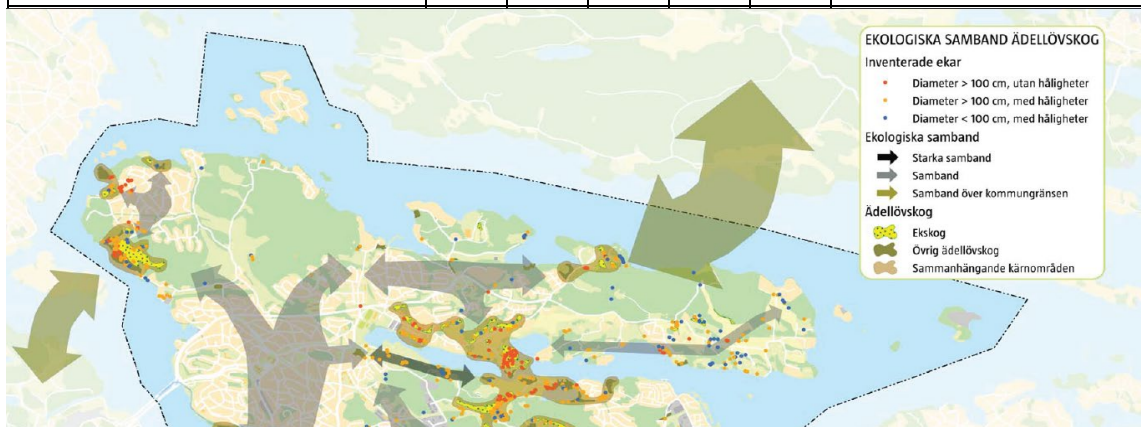 EKOLOGISKA SAMBAND ÄDELLÖVSKOG
Inventerade ekar
Diameter > 100 cm, utan håligheter
Diameter > 100 cm, med håligheter
Diameter < 100 cm, med håligheter
Ekologiska samband
Starka samband
Samband
Samband över kommungränsen
Ädellövskog
Ekskog
Övrig ädellövskog
Sammanhängande kärnområden